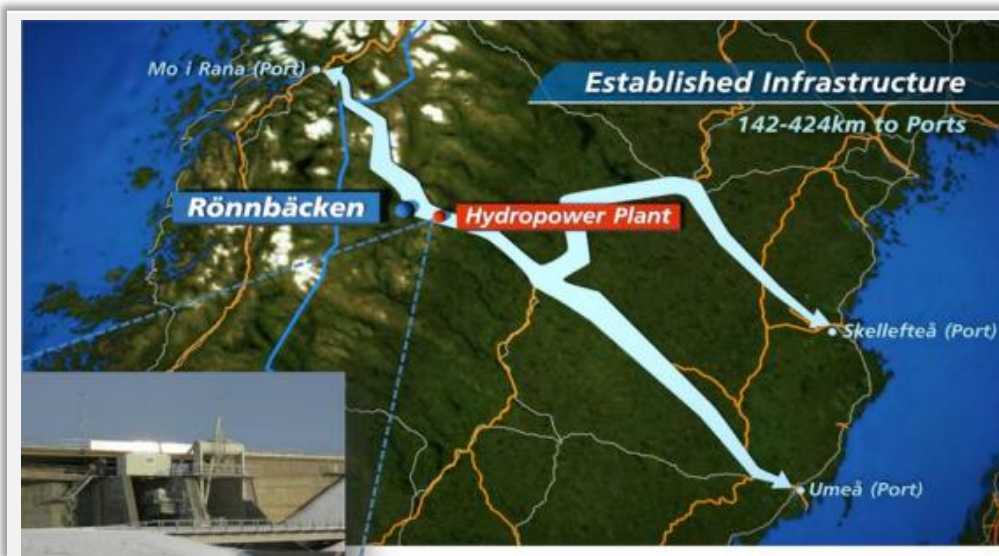 Mo i Rana (Port)
Established Infrastructure
142-424km to Ports
Rönnbäcken
Hydropower Plant
Skellefteå (Port)
Umeå (Port)